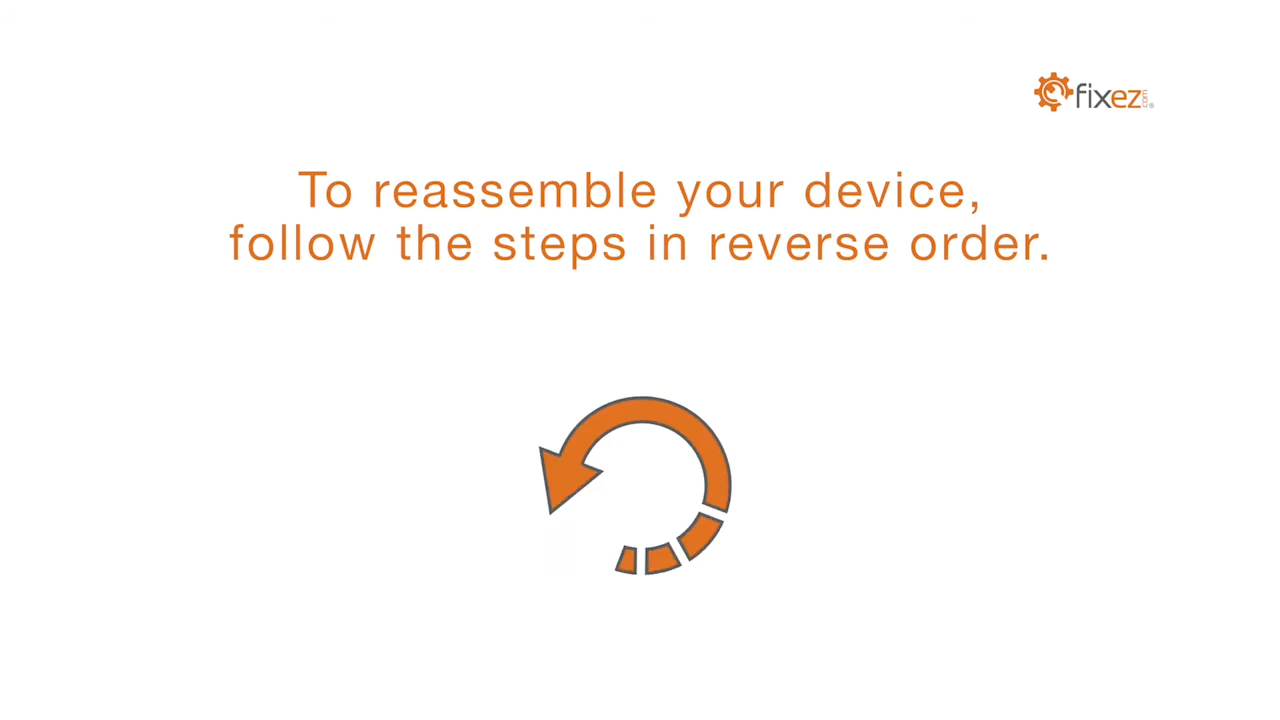 fixez.com®
To reassemble your device,
follow the steps in reverse order.